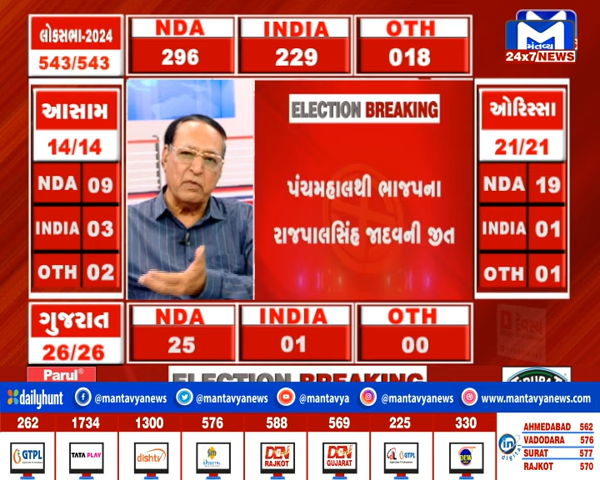 લોકસભા-2024
543/543
NDA
296
INDIA
229
OTH
018
મંતવ્ય
24x7NEWS
આસામ
14/14
NDA 09
INDIA 03
OTH 02
ELECTION BREAKING
પંચમહાલથી ભાજપના
રાજપાલસિંહ જાદવની જીત
ઓરિસ્સા
21/21
NDA 19
INDIA 01
OTH 01
ગુજરાત
26/26
NDA
25
INDIA
01
OTH
00
Parul®
ELECTION BREAKING
dailyhunt @mantavyanews @mantavyanews @mantavya @mantavyanews www.mantavyanews.com
262 1734 1300 576 588 569 225 330
GTPL TATA PLAY dishtv DEN RAJKOT DEN GUJARAT GTPL DEN
in digital
AHMEDABAD 562
VADODARA 576
SURAT 577
RAJKOT 570